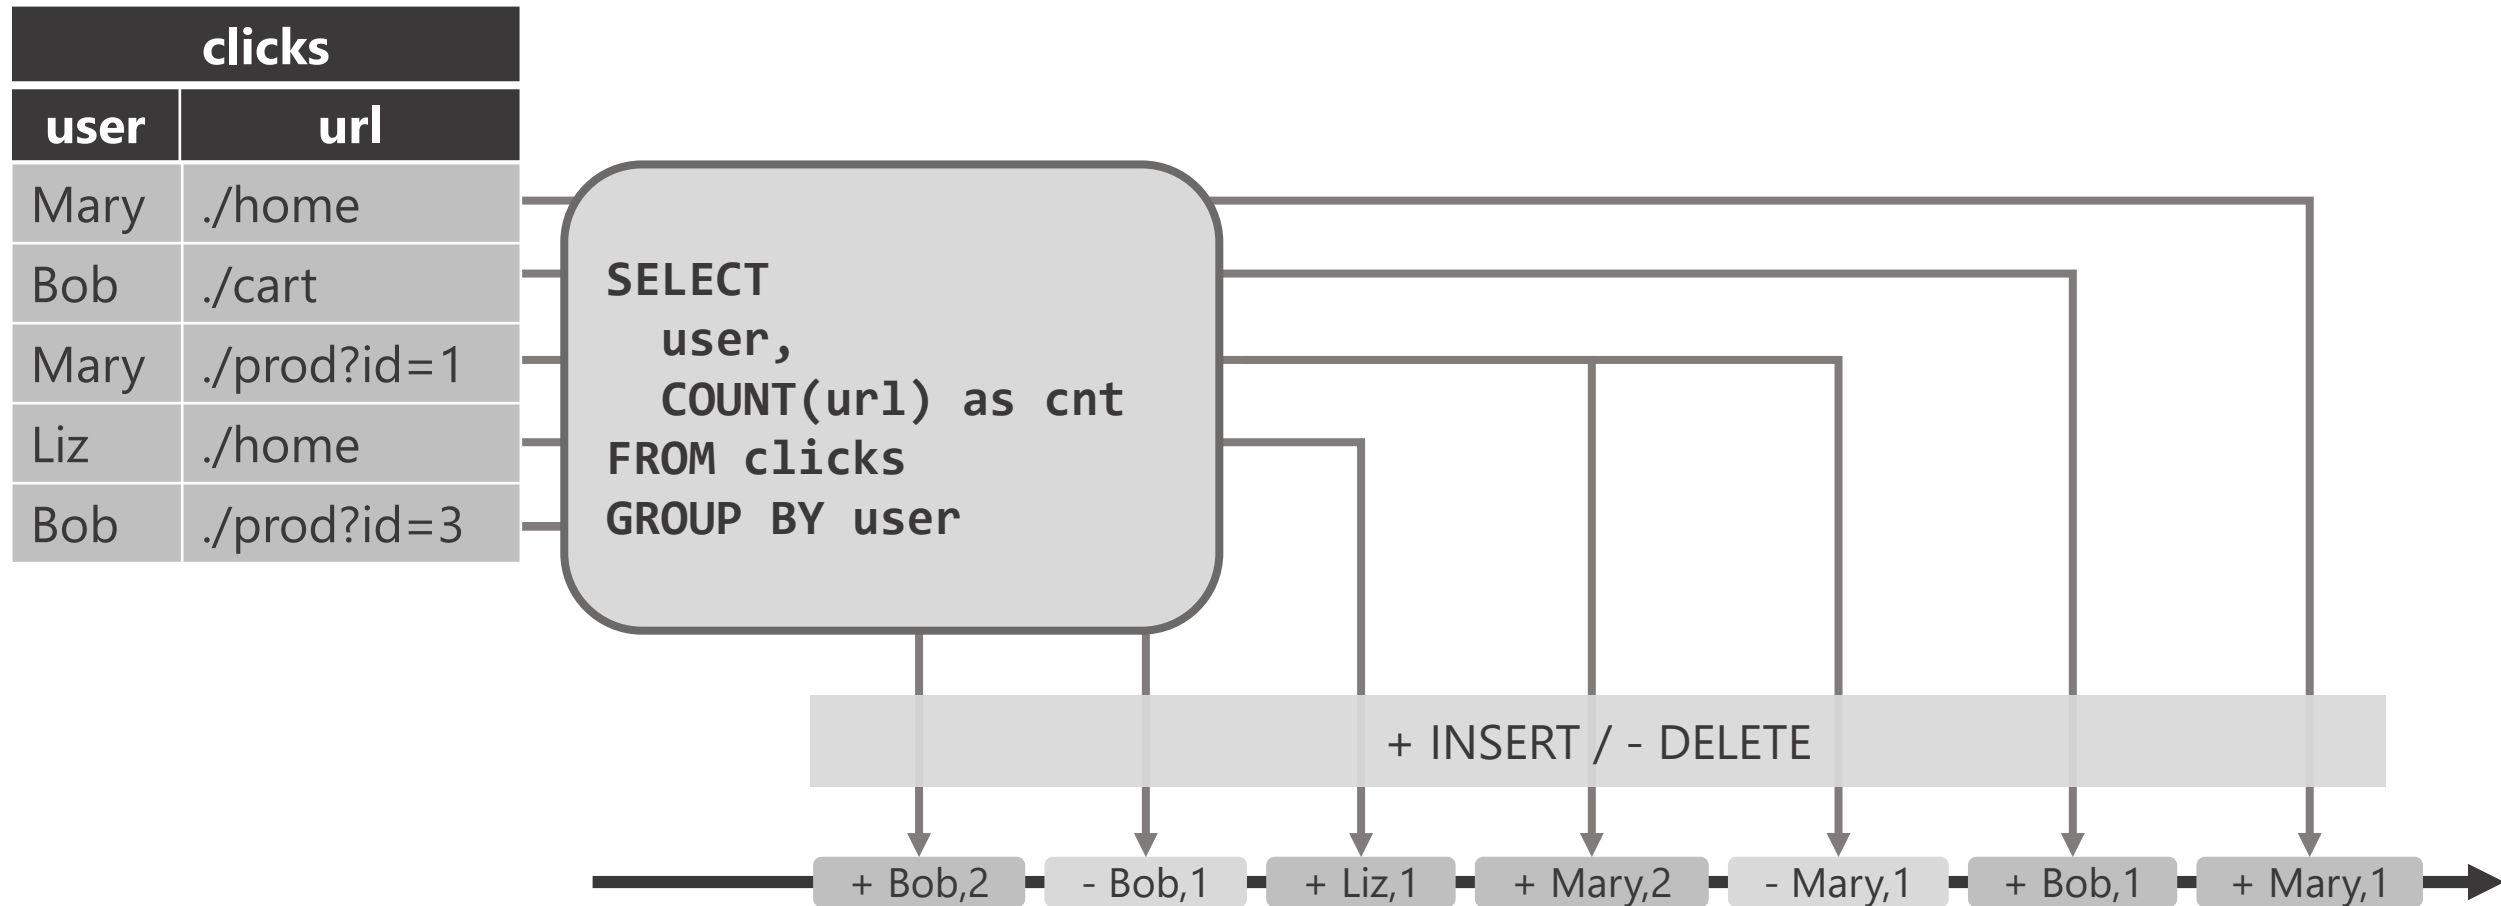 clicks
user url
Mary ./home
Bob ./cart
Mary ./prod?id=1
Liz ./home
Bob ./prod?id=3
SELECT
user,
COUNT(url) as cnt
FROM clicks
GROUP BY user
+ INSERT / - DELETE
+ Bob,2 - Bob,1 + Liz,1 + Mary,2 - Mary,1 + Bob,1 + Mary,1